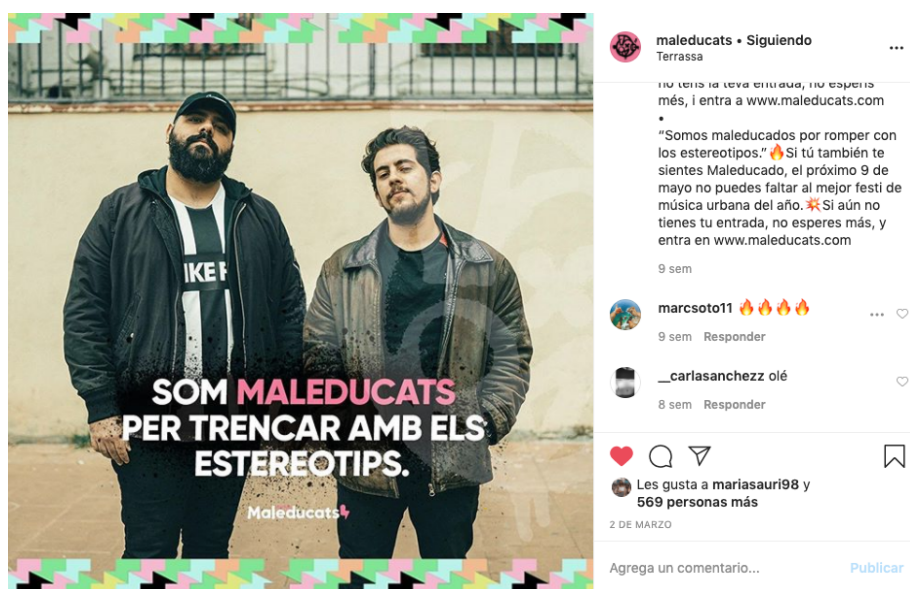 IKE F
SOM MALEDUCATS
PER TRENCAR AMB ELS
ESTEREOTIPS.
Maleducats
maleducats • Siguiendo
Terrassa
no tens la teva entrada, no esperis
més, i entra a www.maleducats.com
•
“Somos maleducados por romper con
los estereotipos.”🔥Si tú también te
sientes Maleducado, el próximo 9 de
mayo no puedes faltar al mejor festi de
música urbana del año.💥Si aún no
tienes tu entrada, no esperes más, y
entra en www.maleducats.com
9 sem
marcsoto11 🔥🔥🔥🔥
9 sem Responder
__carlasanchezz olé
8 sem Responder
Les gusta a mariasauri98 y
569 personas más
2 DE MARZO
Agrega un comentario...
Publicar